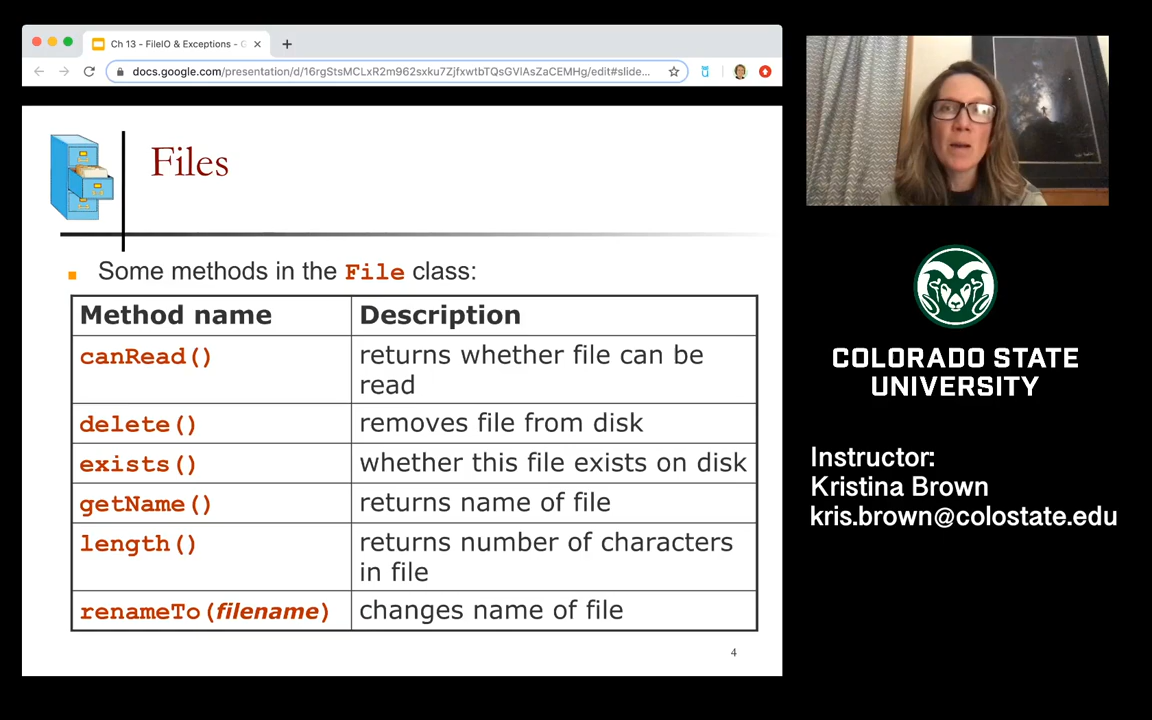 Ch 13 - FileIO & Exceptions - G
docs.google.com/presentation/d/16rgStsMCLxR2m962sxku7ZjfxwtbTQsGVlAsZaCEMHg/edit#slide...
Files
Some methods in the File class:
Method name Description
canRead() returns whether file can be
read
delete() removes file from disk
exists() whether this file exists on disk
getName() returns name of file
length() returns number of characters
in file
renameTo(filename) changes name of file
4
COLORADO STATE
UNIVERSITY
Instructor:
Kristina Brown
kris.brown@colostate.edu